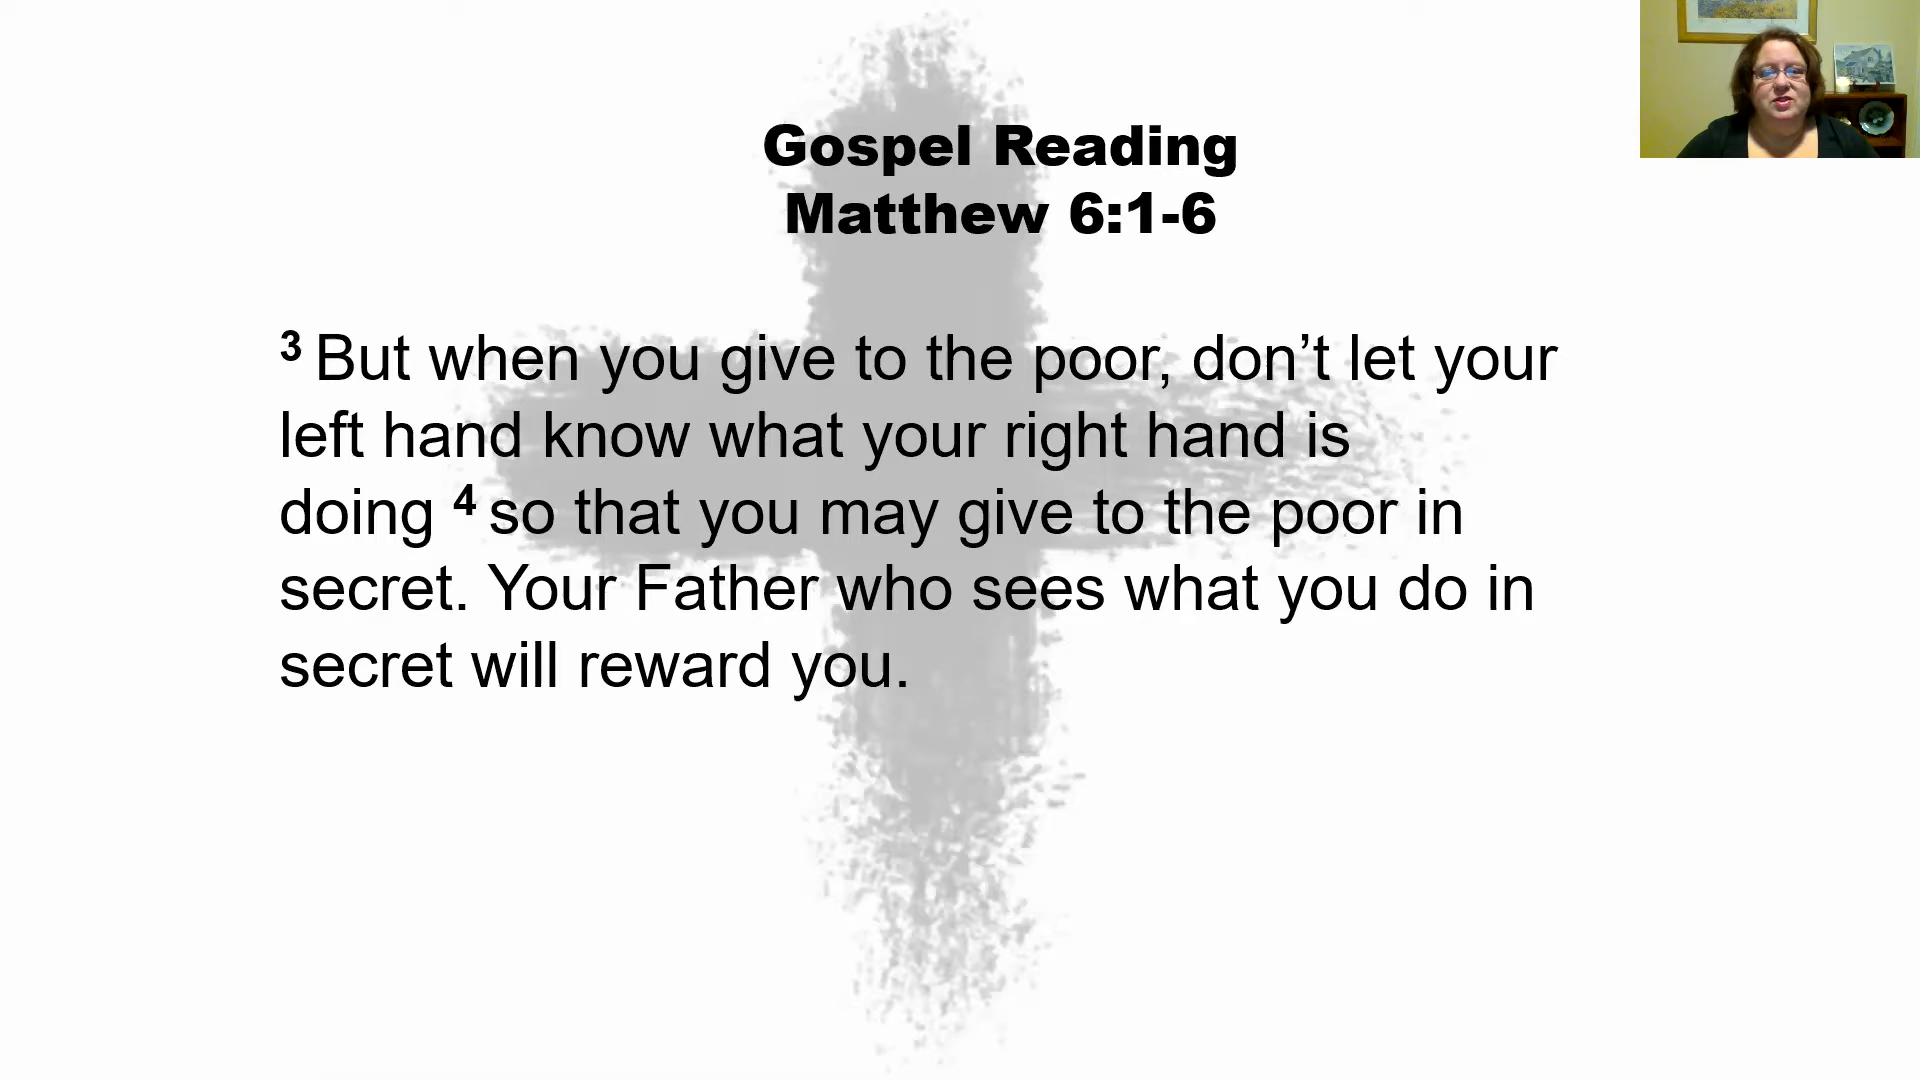 Gospel Reading
Matthew 6:1-6
3 But when you give to the poor, don’t let your
left hand know what your right hand is
doing 4 so that you may give to the poor in
secret. Your Father who sees what you do in
secret will reward you.